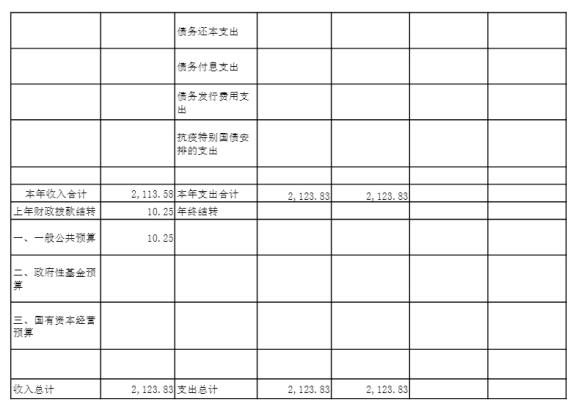 债务还本支出
债务付息支出
债务发行费用支
出
抗疫特别国债安
排的支出
本年收入合计 2,113.58 本年支出合计 2,123.83 2,123.83
上年财政拨款结转 10.25 年终结转
一、一般公共预算 10.25
二、政府性基金预
算
三、国有资本经营
预算
收入总计 2,123.83 支出总计 2,123.83 2,123.83